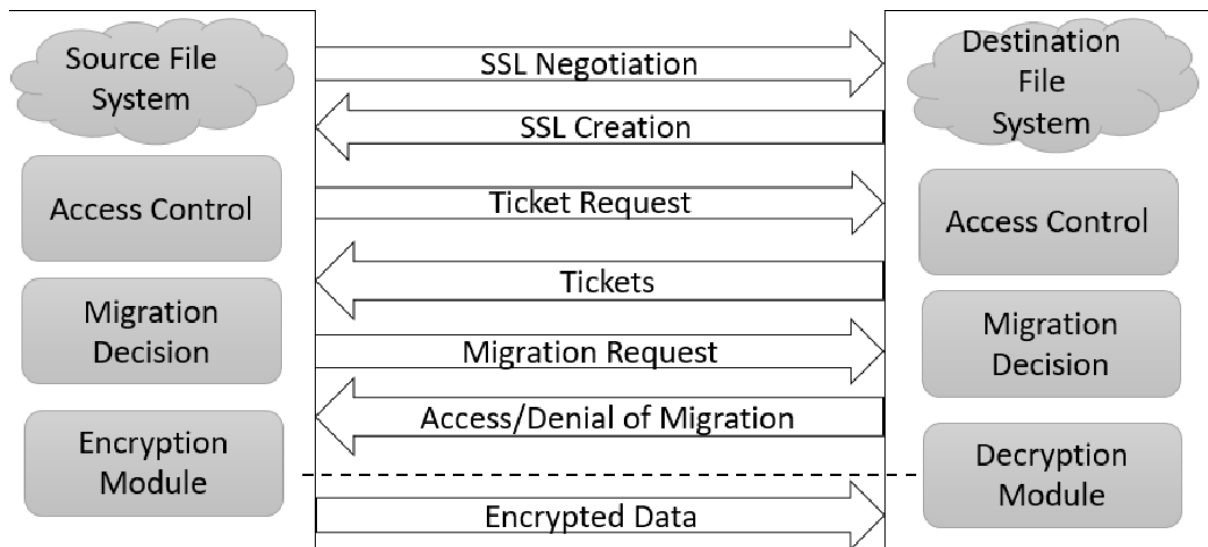 Source File
System
Access Control
Migration
Decision
Encryption
Module
SSL Negotiation
SSL Creation
Ticket Request
Tickets
Migration Request
Access/Denial of Migration
Encrypted Data
Destination
File
System
Access Control
Migration
Decision
Decryption
Module